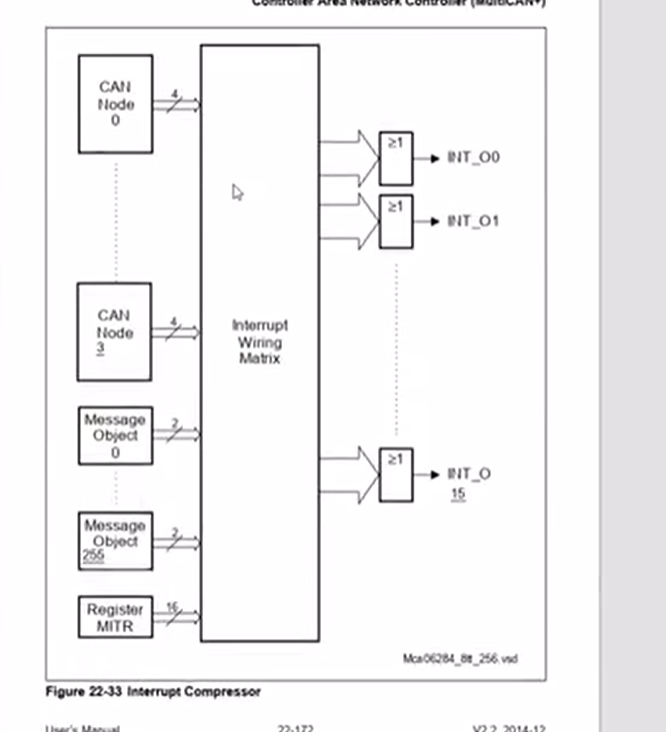 Controller Area Network Controller (MultiCAN+)
CAN
Node
0
4
≥1
INT_O0
≥1
INT_O1
CAN
Node
3
4
Interrupt
Wiring
Matrix
Message
Object
0
2
≥1
INT_O
15
Message
Object
255
2
Register
MITR
16
Mca06284_8tt_256.vsd
Figure 22-33 Interrupt Compressor
User's Manual
22-172
V2.2, 2014-12